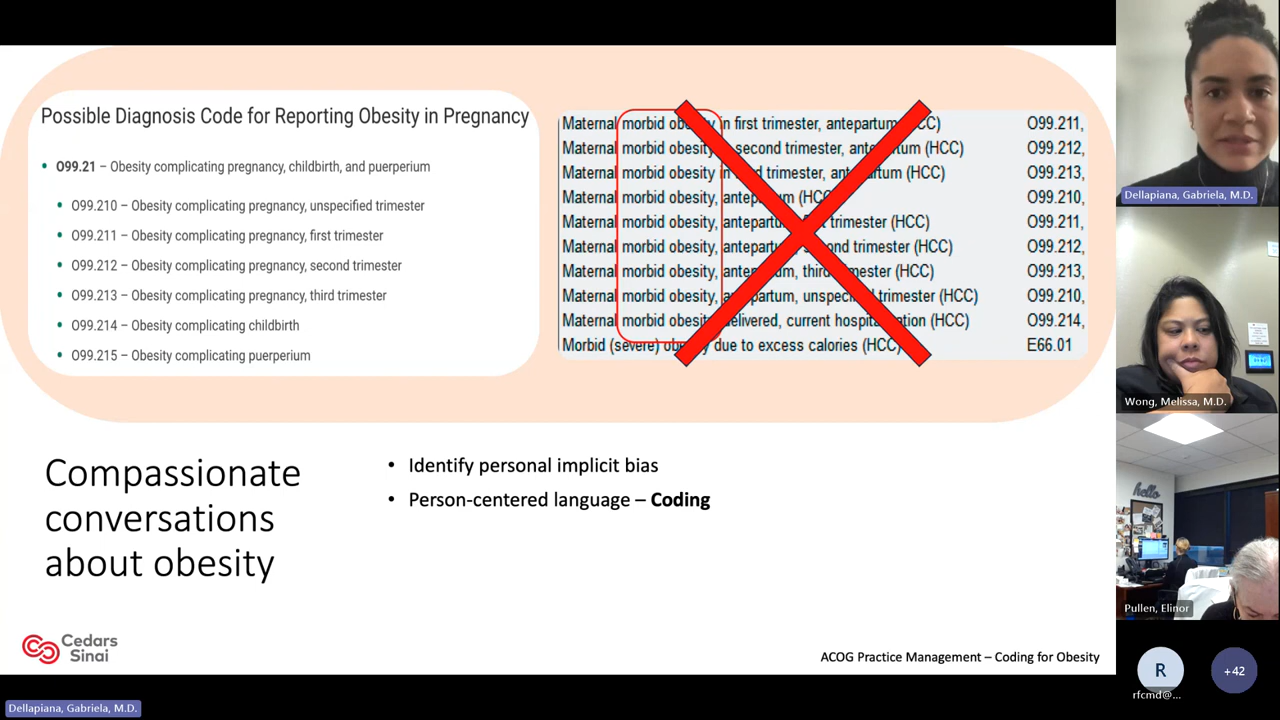 Possible Diagnosis Code for Reporting Obesity in Pregnancy
• O99.21 – Obesity complicating pregnancy, childbirth, and puerperium
• O99.210 – Obesity complicating pregnancy, unspecified trimester
• O99.211 – Obesity complicating pregnancy, first trimester
• O99.212 – Obesity complicating pregnancy, second trimester
• O99.213 – Obesity complicating pregnancy, third trimester
• O99.214 – Obesity complicating childbirth
• O99.215 – Obesity complicating puerperium
Maternal morbid obesity in first trimester, antepartum (HCC) O99.211,
Maternal morbid obesity in second trimester, antepartum (HCC) O99.212,
Maternal morbid obesity in third trimester, antepartum (HCC) O99.213,
Maternal morbid obesity, antepartum (HCC) O99.210,
Maternal morbid obesity, antepartum, first trimester (HCC) O99.211,
Maternal morbid obesity, antepartum, second trimester (HCC) O99.212,
Maternal morbid obesity, antepartum, third trimester (HCC) O99.213,
Maternal morbid obesity, antepartum, unspecified trimester (HCC) O99.210,
Maternal morbid obesity, delivered, current hospitalization (HCC) O99.214,
Morbid (severe) obesity due to excess calories (HCC) E66.01
Compassionate
conversations
about obesity
• Identify personal implicit bias
• Person-centered language – Coding
Cedars
Sinai
ACOG Practice Management – Coding for Obesity
Dellapiana, Gabriela, M.D.
Dellapiana, Gabriela, M.D.
Wong, Melissa, M.D.
hello
Pullen, Elinor
R
rfcmd@...
+42